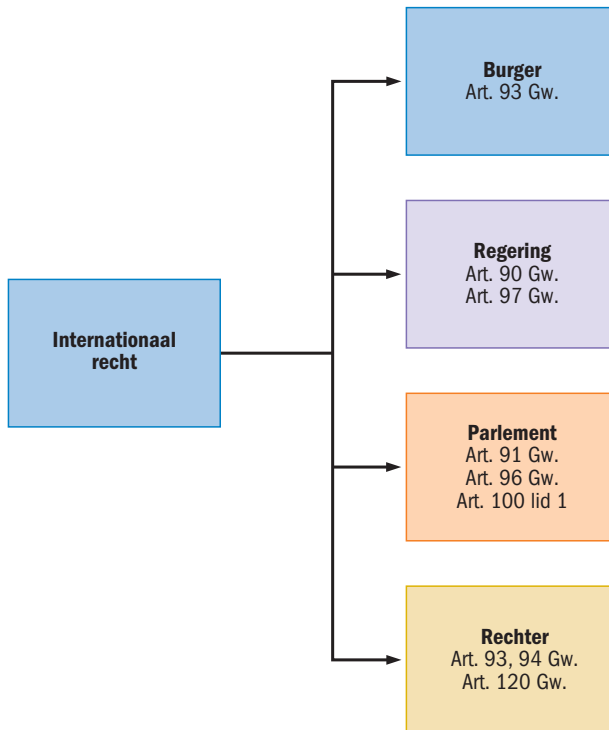 Burger
Art. 93 Gw.
Regering
Art. 90 Gw.
Art. 97 Gw.
Internationaal
recht
Parlement
Art. 91 Gw.
Art. 96 Gw.
Art. 100 lid 1
Rechter
Art. 93, 94 Gw.
Art. 120 Gw.